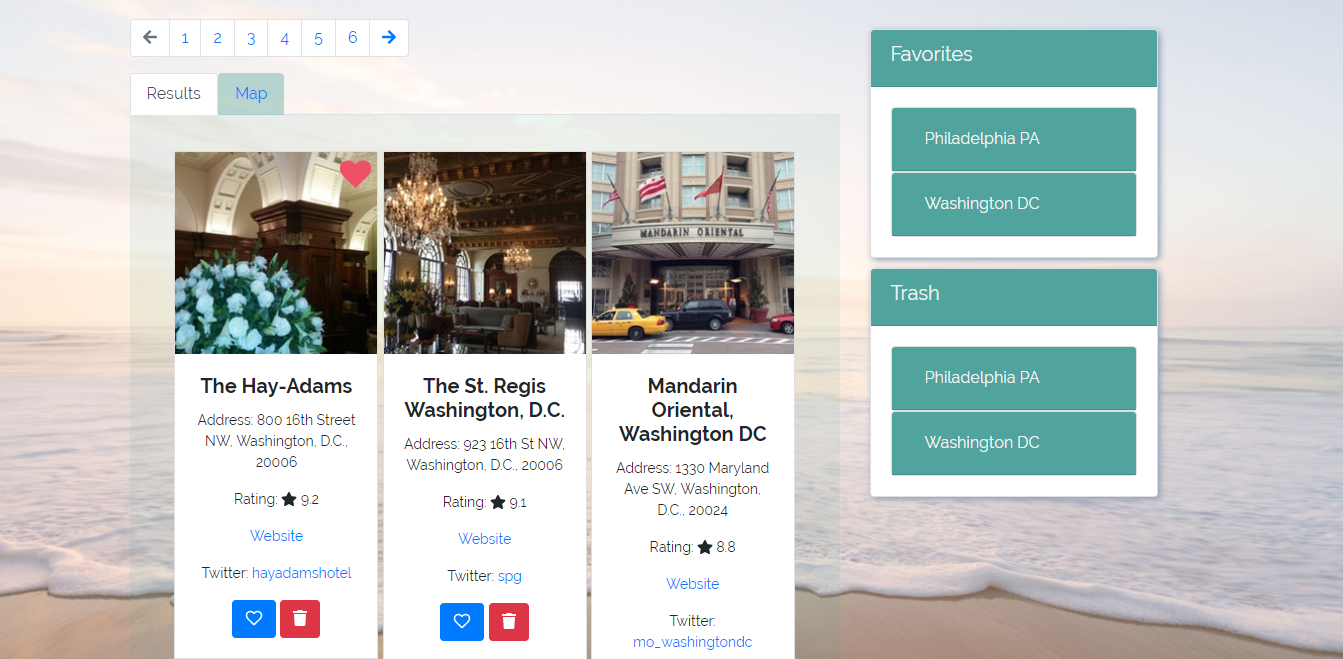 1 2 3 4 5 6
Results Map
MANDARIN ORIENTAL
The Hay-Adams
Address: 800 16th Street
NW, Washington, D.C.,
20006
Rating: ★ 9.2
Website
Twitter: hayadamshotel
The St. Regis
Washington, D.C.
Address: 923 16th St NW,
Washington, D.C., 20006
Rating: ★ 9.1
Website
Twitter: spg
Mandarin
Oriental,
Washington DC
Address: 1330 Maryland
Ave SW, Washington,
D.C., 20024
Rating: ★ 8.8
Website
Twitter:
mo_washingtondc
Favorites
Philadelphia PA
Washington DC
Trash
Philadelphia PA
Washington DC